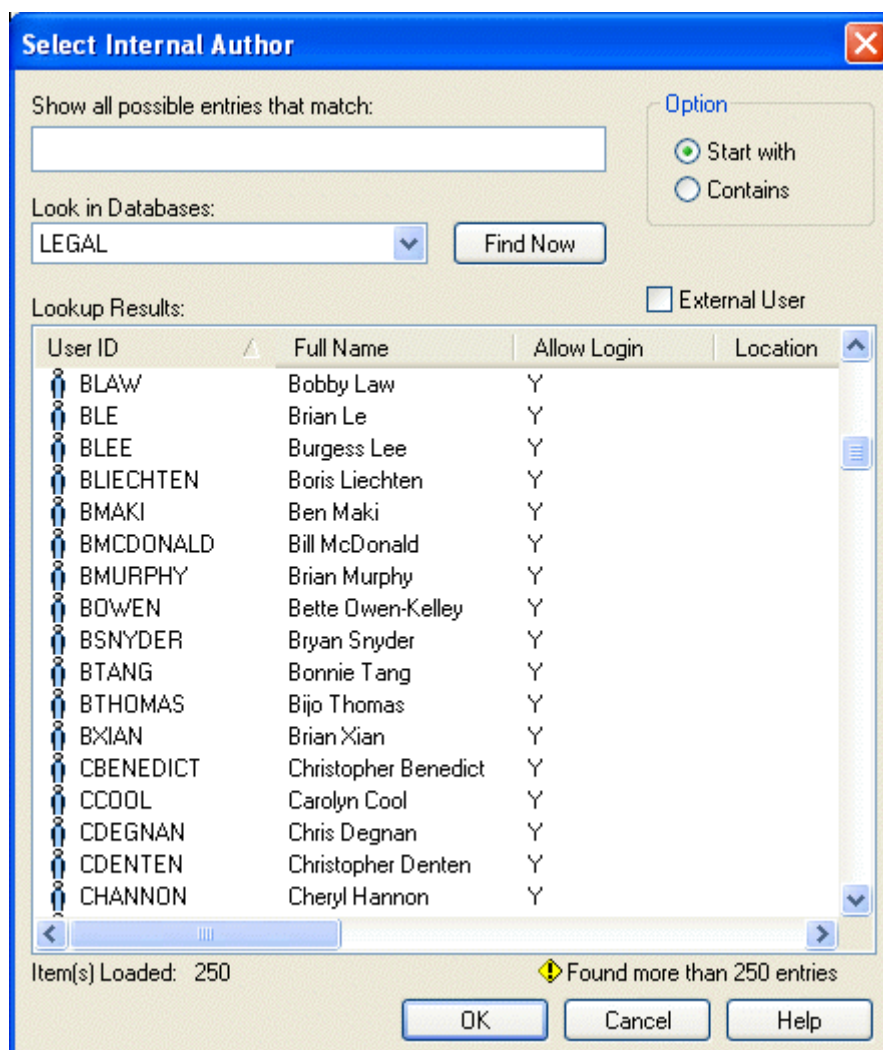 Select Internal Author
Show all possible entries that match:
Option
Start with
Contains
Look in Databases:
LEGAL
Find Now
External User
Lookup Results:
User ID Full Name Allow Login Location
BLAW Bobby Law Y
BLE Brian Le Y
BLEE Burgess Lee Y
BLIECHTEN Boris Liechten Y
BMAKI Ben Maki Y
BMCDONALD Bill McDonald Y
BMURPHY Brian Murphy Y
BOWEN Bette Owen-Kelley Y
BSNYDER Bryan Snyder Y
BTANG Bonnie Tang Y
BTHOMAS Bijo Thomas Y
BXIAN Brian Xian Y
CBENEDICT Christopher Benedict Y
CCOOL Carolyn Cool Y
CDEGNAN Chris Degnan Y
CDENTEN Christopher Denten Y
CHANNON Cheryl Hannon Y
Item(s) Loaded: 250 Found more than 250 entries
OK Cancel Help